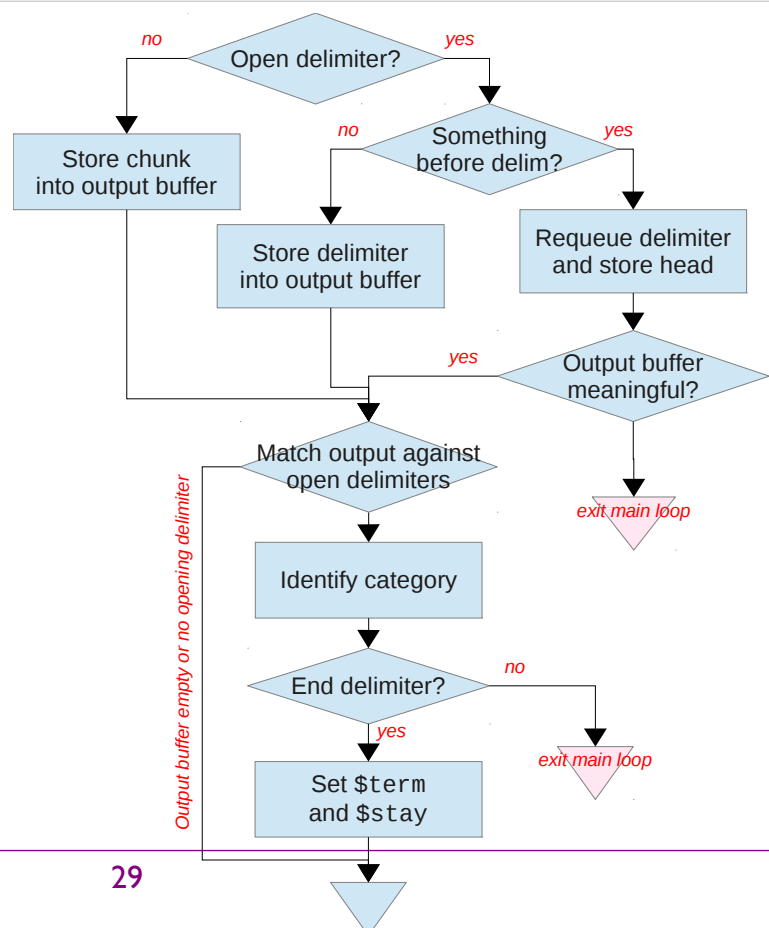 no
yes
Open delimiter?
no
Something
before delim?
yes
Store chunk
into output buffer
Store delimiter
into output buffer
Requeue delimiter
and store head
yes
Output buffer
meaningful?
Match output against
open delimiters
exit main loop
Output buffer empty or no opening delimiter
Identify category
End delimiter?
no
yes
exit main loop
Set $term
and $stay
29